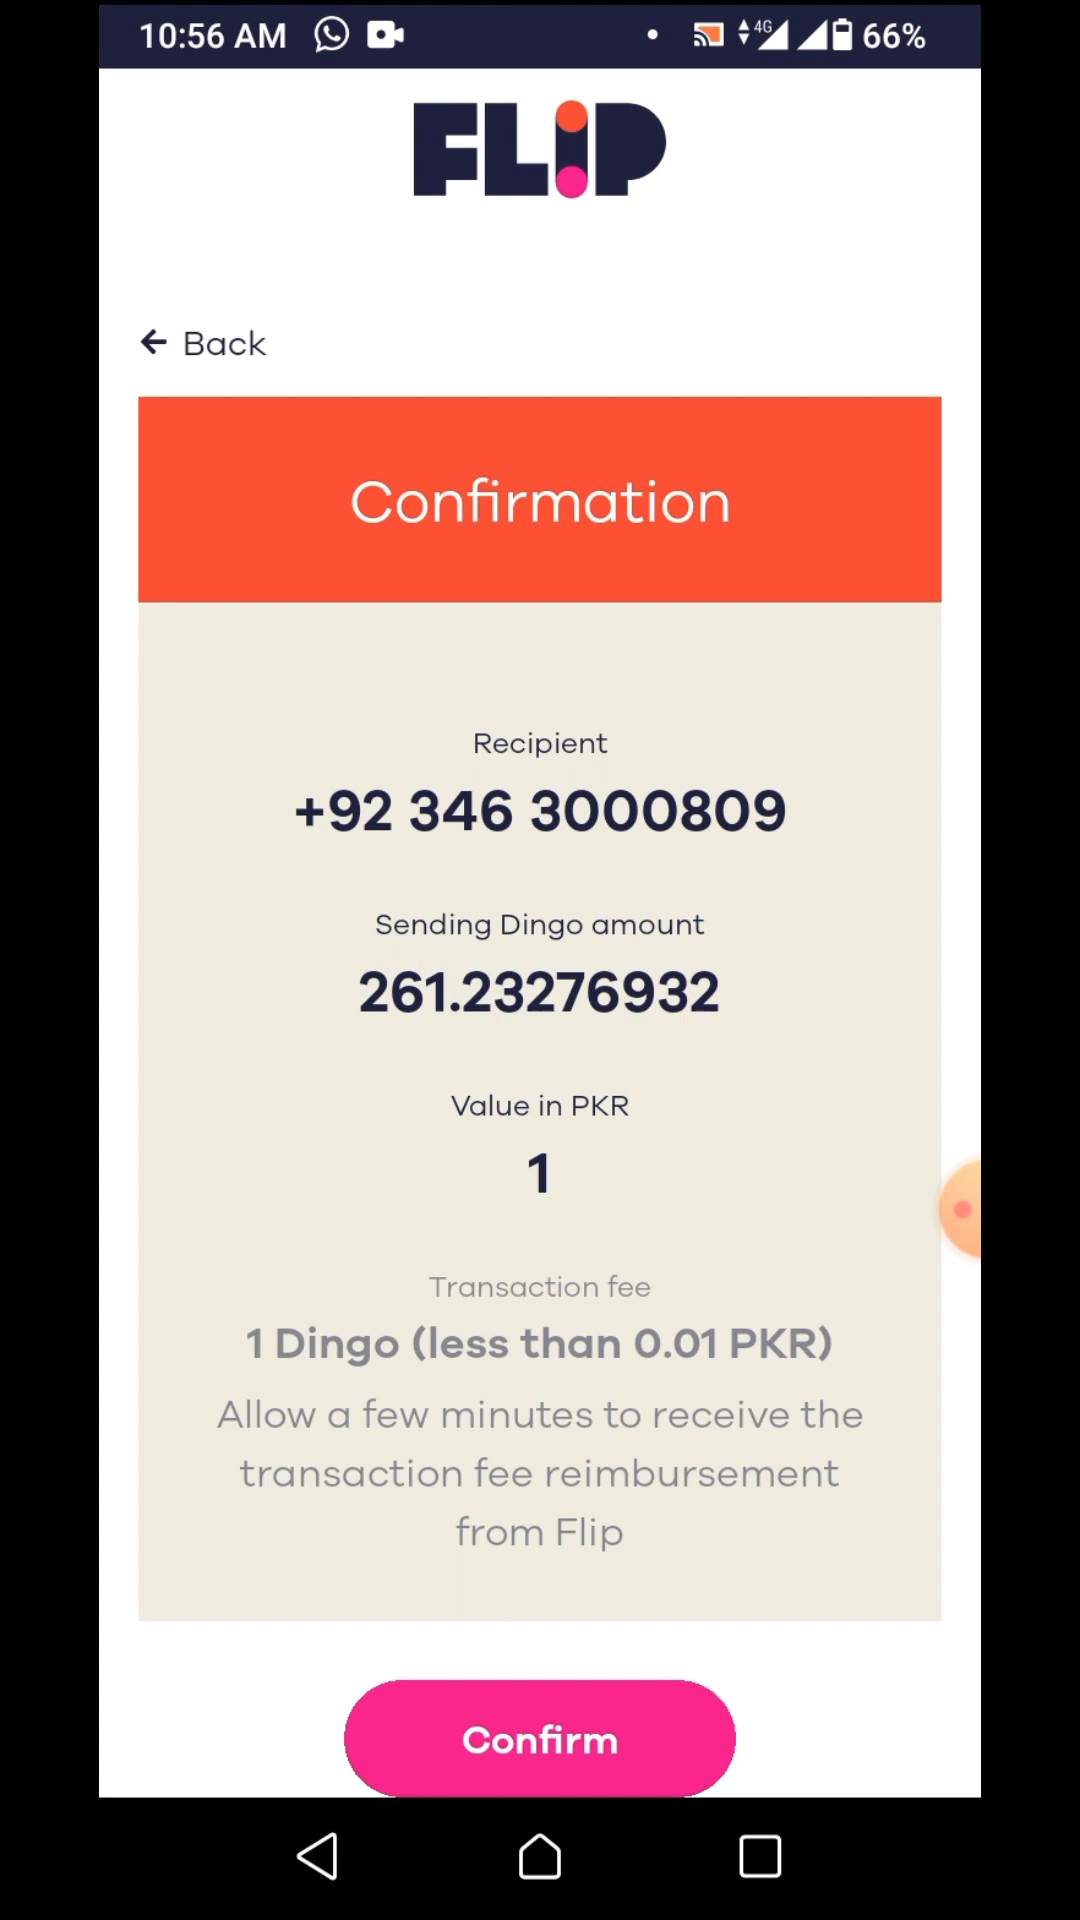 10:56 AM 4G 66%
FLiP
← Back
Confirmation
Recipient
+92 346 3000809
Sending Dingo amount
261.23276932
Value in PKR
1
Transaction fee
1 Dingo (less than 0.01 PKR)
Allow a few minutes to receive the
transaction fee reimbursement
from Flip
Confirm